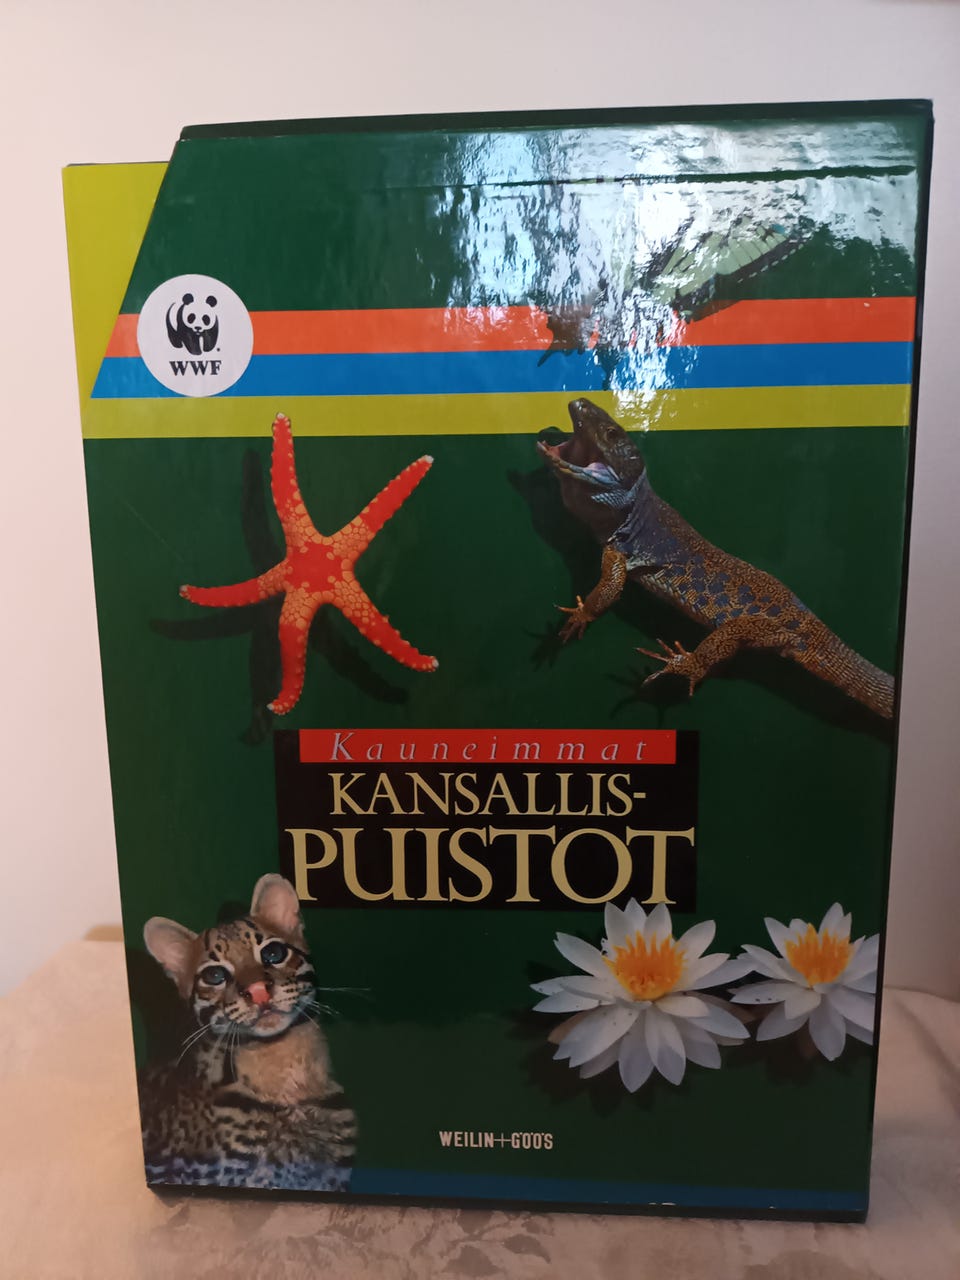 WWF
Kauneimmat
KANSALLIS-
PUISTOT
WEILIN+GÖÖS